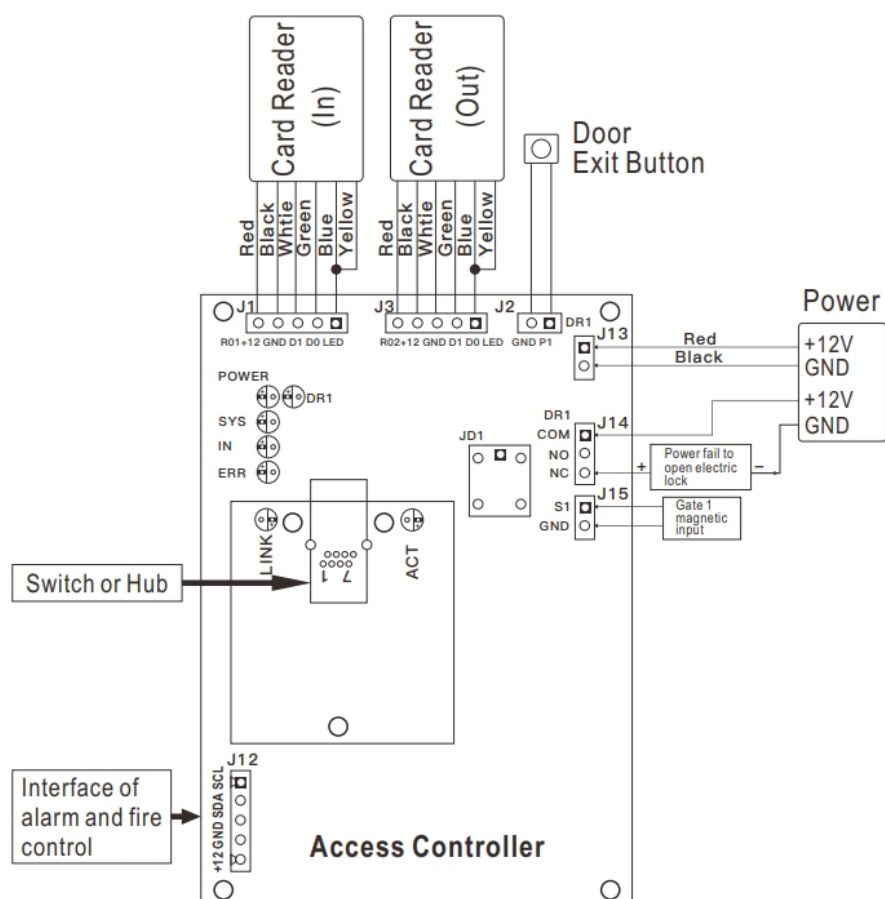 Card Reader
(In)
Card Reader
(Out)
Door
Exit Button
Red
Black
Whtie
Green
Blue
Yellow
Red
Black
Whtie
Green
Blue
Yellow
J1
J3
J2
R01+12 GND D1 D0 LED
R02+12 GND D1 D0 LED
GND P1
DR1
J13
Red
Black
Power
+12V
GND
+12V
GND
POWER
DR1
SYS
IN
ERR
JD1
DR1
J14
COM
NO
NC
+
Power fail to
open electric
lock
–
J15
S1
GND
Gate 1
magnetic
input
LINK
ACT
1 7
Switch or Hub
J12
+12 GND SDA SCL
Interface of
alarm and fire
control
Access Controller